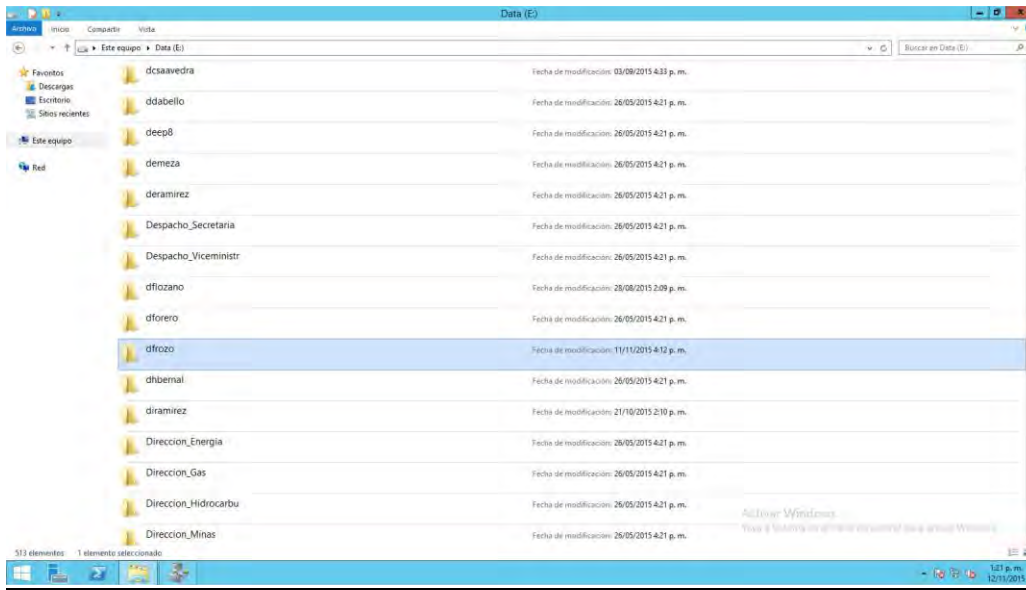 Data (E:)
Archivo Inicio Compartir Vista
Este equipo Data (E:)
Buscar en Data (E:)
Favoritos
Descargas
Escritorio
Sitios recientes
Este equipo
Red
dcsaavedra Fecha de modificación: 03/09/2015 4:33 p. m.
ddabello Fecha de modificación: 26/05/2015 4:21 p. m.
deep8 Fecha de modificación: 26/05/2015 4:21 p. m.
demeza Fecha de modificación: 26/05/2015 4:21 p. m.
deramirez Fecha de modificación: 26/05/2015 4:21 p. m.
Despacho_Secretaria Fecha de modificación: 26/05/2015 4:21 p. m.
Despacho_Viceministr Fecha de modificación: 26/05/2015 4:21 p. m.
dflozano Fecha de modificación: 28/08/2015 2:09 p. m.
dforero Fecha de modificación: 26/05/2015 4:21 p. m.
dfrozo Fecha de modificación: 11/11/2015 4:12 p. m.
dhbernal Fecha de modificación: 26/05/2015 4:21 p. m.
diramirez Fecha de modificación: 21/10/2015 2:10 p. m.
Direccion_Energia Fecha de modificación: 26/05/2015 4:21 p. m.
Direccion_Gas Fecha de modificación: 26/05/2015 4:21 p. m.
Direccion_Hidrocarbu Fecha de modificación: 26/05/2015 4:21 p. m.
Direccion_Minas Fecha de modificación: 26/05/2015 4:21 p. m.
Activar Windows
513 elementos 1 elemento seleccionado
1:21 p. m.
12/11/2015